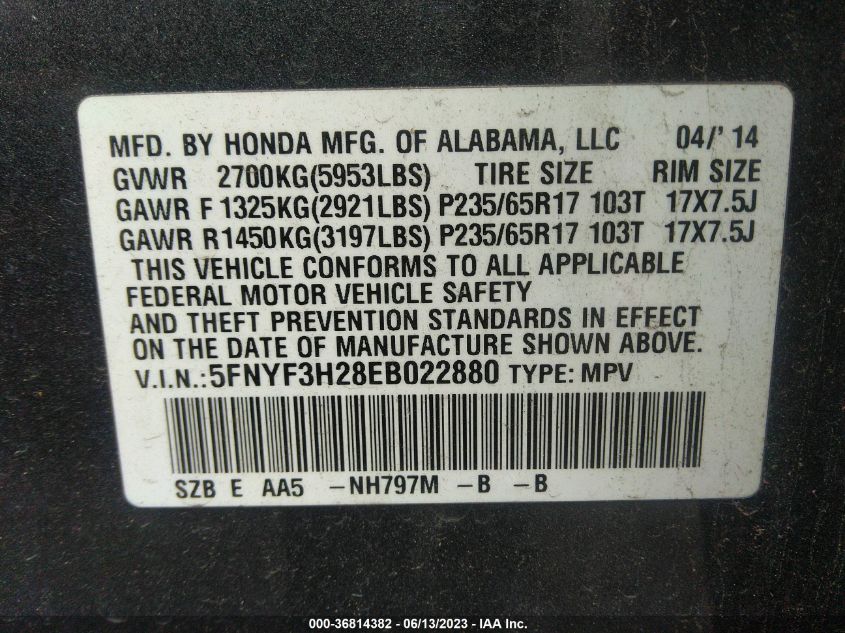 MFD. BY HONDA MFG. OF ALABAMA, LLC 04/' 14
GVWR 2700KG(5953LBS) TIRE SIZE RIM SIZE
GAWR F 1325KG(2921LBS) P235/65R17 103T 17X7.5J
GAWR R1450KG(3197LBS) P235/65R17 103T 17X7.5J
THIS VEHICLE CONFORMS TO ALL APPLICABLE
FEDERAL MOTOR VEHICLE SAFETY
AND THEFT PREVENTION STANDARDS IN EFFECT
ON THE DATE OF MANUFACTURE SHOWN ABOVE.
V.I.N.:5FNYF3H28EB022880 TYPE: MPV
SZB E AA5 -NH797M -B -B
000-36814382 - 06/13/2023 - IAA Inc.